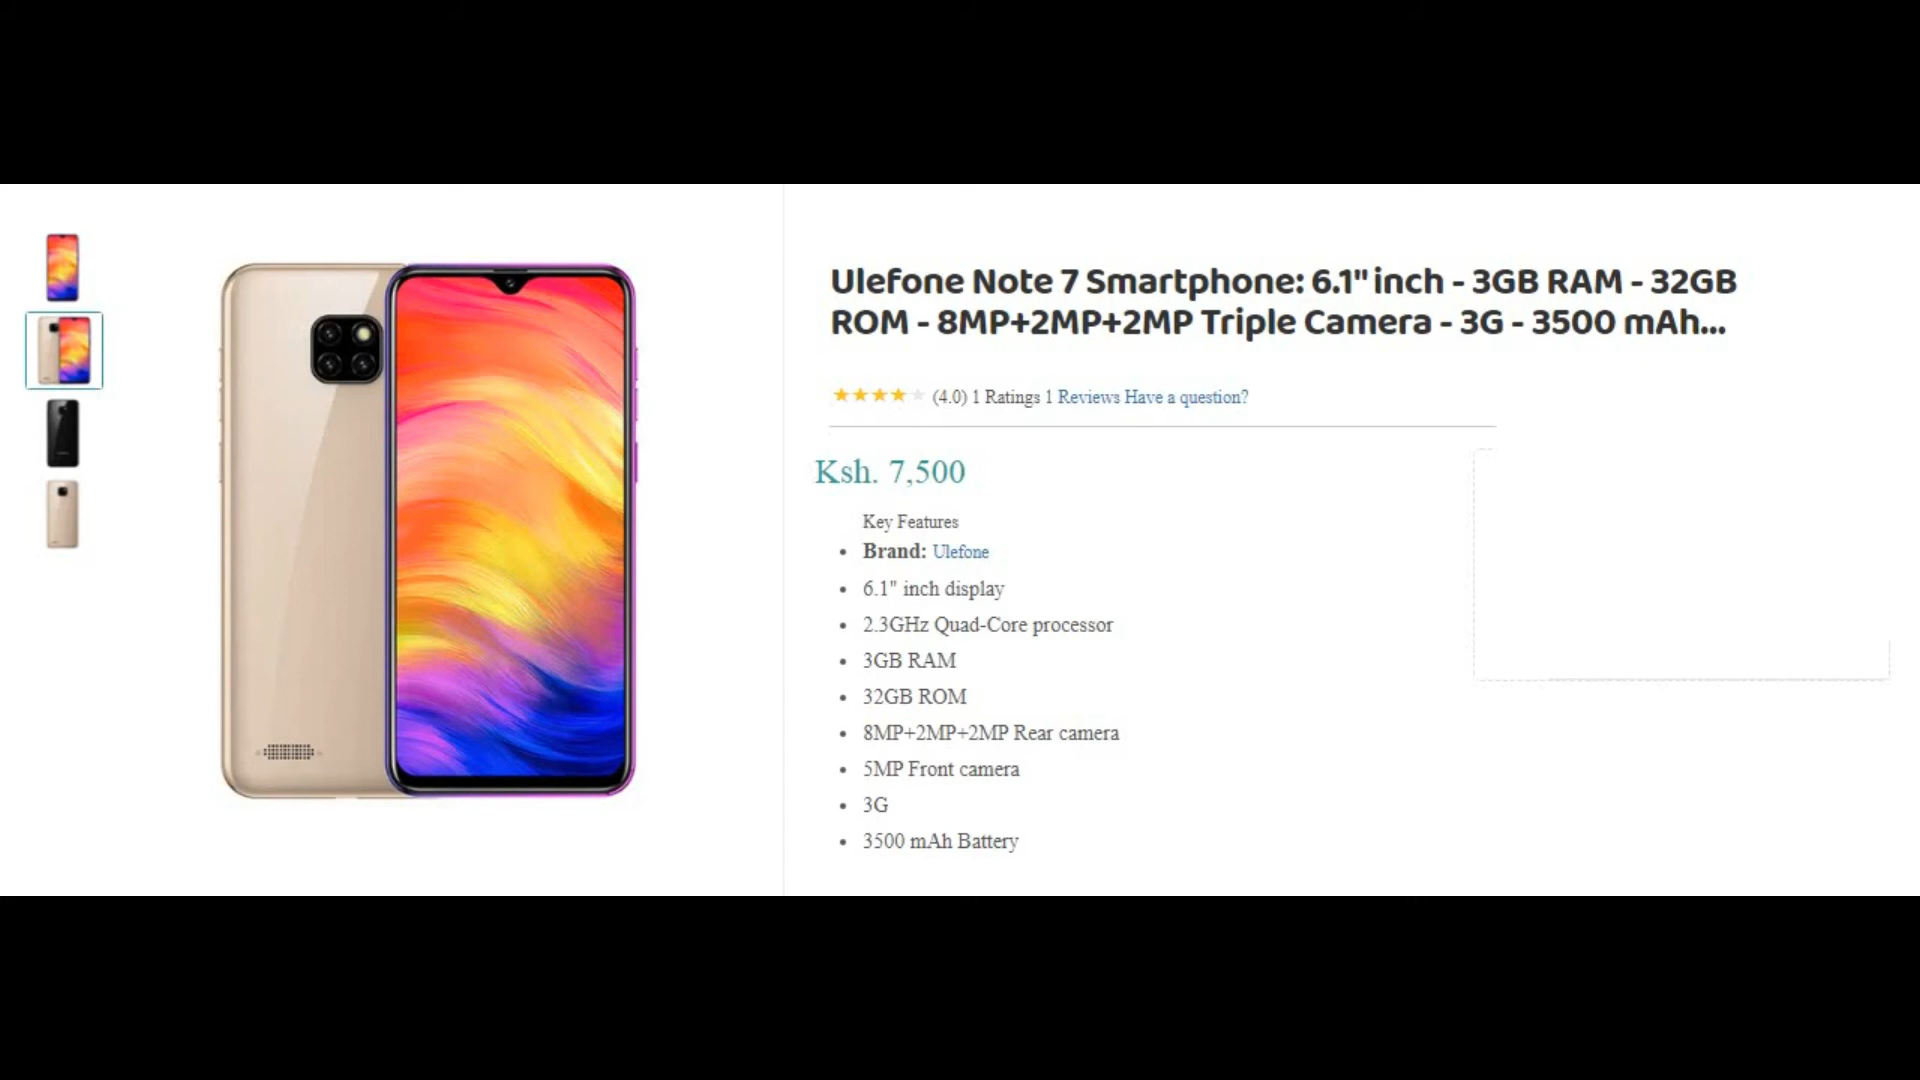 Ulefone Note 7 Smartphone: 6.1" inch - 3GB RAM - 32GB
ROM - 8MP+2MP+2MP Triple Camera - 3G - 3500 mAh...
(4.0) 1 Ratings 1 Reviews Have a question?
Ksh. 7,500
Key Features
• Brand: Ulefone
• 6.1" inch display
• 2.3GHz Quad-Core processor
• 3GB RAM
• 32GB ROM
• 8MP+2MP+2MP Rear camera
• 5MP Front camera
• 3G
• 3500 mAh Battery